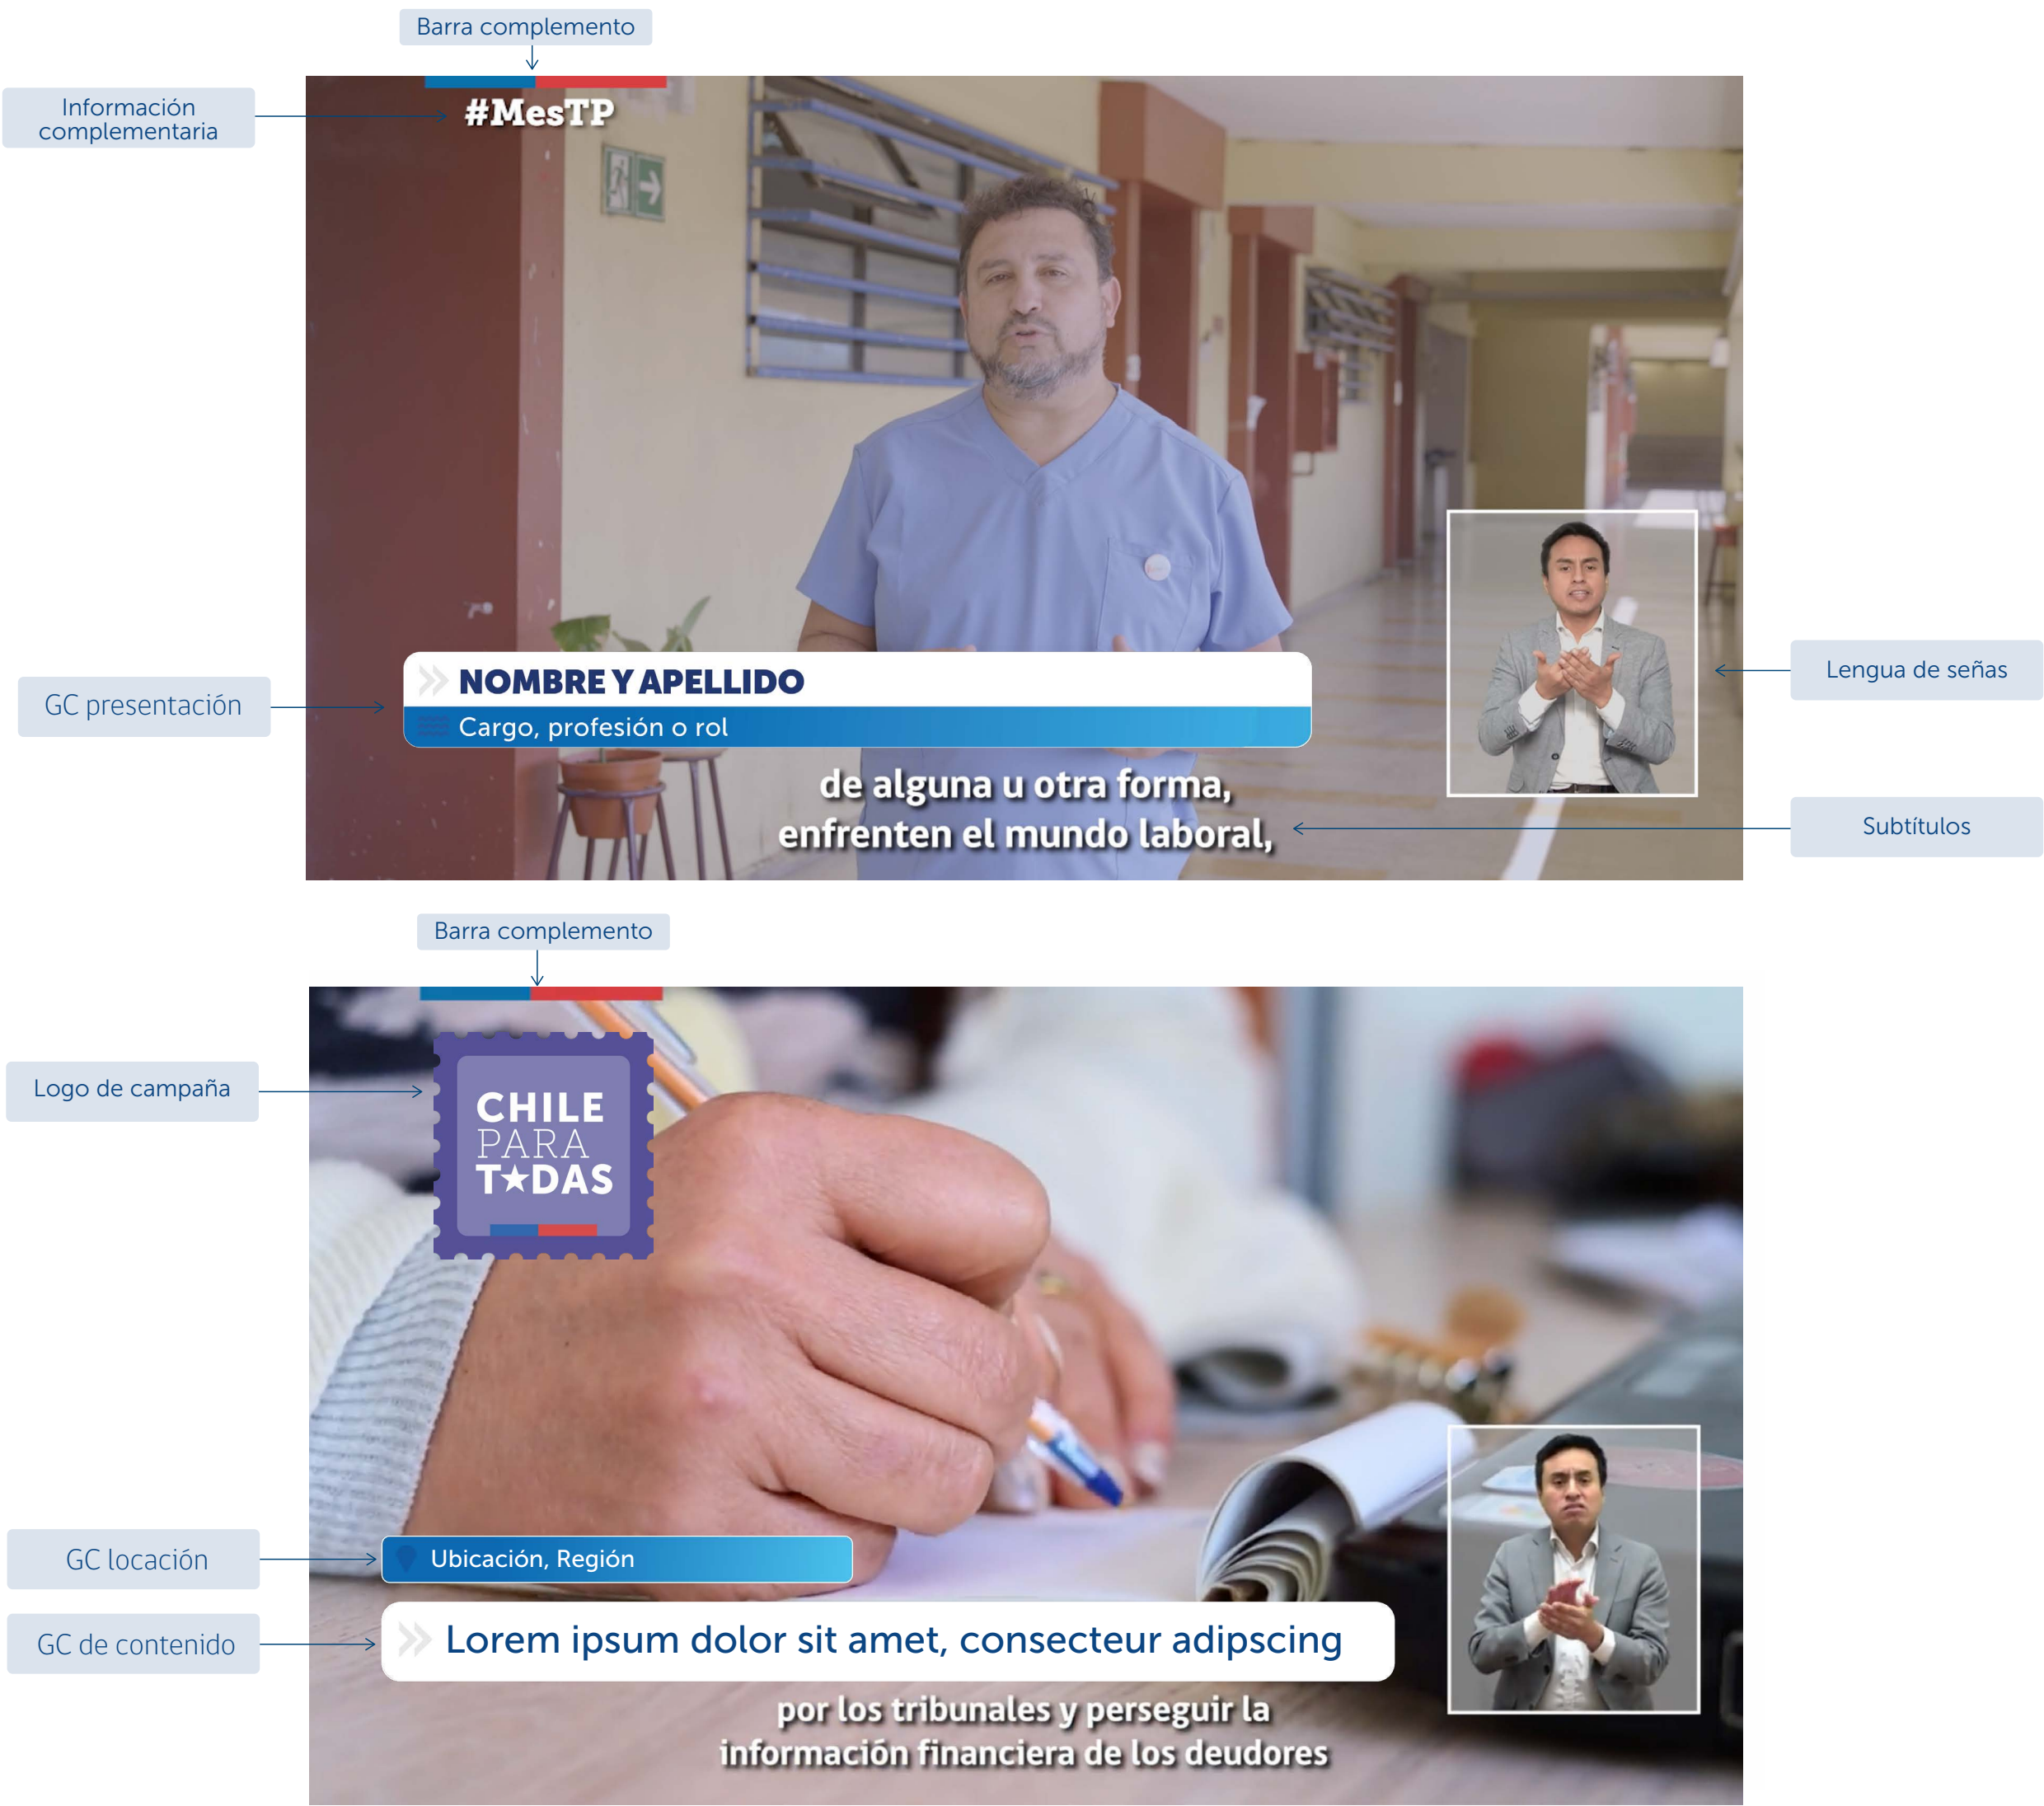 Barra complemento
Información
complementaria
#MesTP
NOMBRE Y APELLIDO
GC presentación
Cargo, profesión o rol
Lengua de señas
de alguna u otra forma,
enfrenten el mundo laboral,
Subtítulos
Barra complemento
Logo de campaña
CHILE
PARA
T★DAS
GC locación
Ubicación, Región
GC de contenido
Lorem ipsum dolor sit amet, consecteur adipscing
por los tribunales y perseguir la
información financiera de los deudores